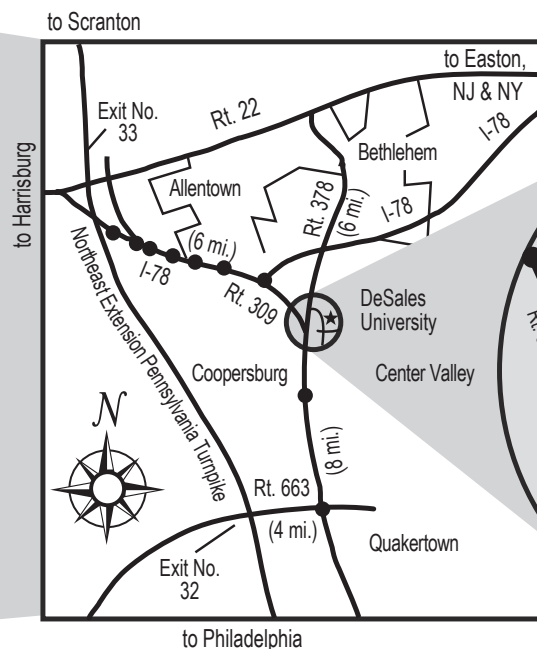 to Scranton
to Easton,
NJ & NY
Exit No.
33
Rt. 22
I-78
Bethlehem
to Harrisburg
Allentown
Rt. 378
(6 mi.)
I-78
(6 mi.)
I-78
Rt. 309
DeSales
University
Northeast Extension Pennsylvania Turnpike
Coopersburg
Center Valley
N
(8 mi.)
Rt. 663
(4 mi.)
Quakertown
Exit No.
32
to Philadelphia